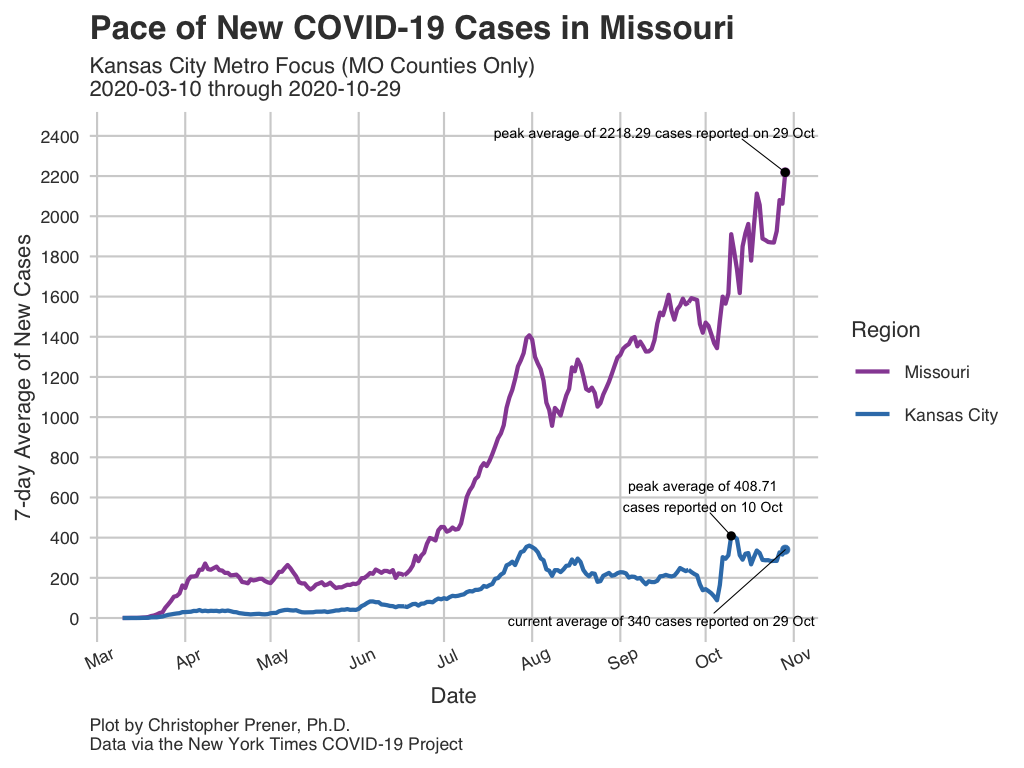 Pace of New COVID-19 Cases in Missouri
Kansas City Metro Focus (MO Counties Only)
2020-03-10 through 2020-10-29
7-day Average of New Cases
2400
2200
2000
1800
1600
1400
1200
1000
800
600
400
200
0
peak average of 2218.29 cases reported on 29 Oct
peak average of 408.71
cases reported on 10 Oct
current average of 340 cases reported on 29 Oct
Mar
Apr
May
Jun
Jul
Aug
Sep
Oct
Nov
Date
Region
Missouri
Kansas City
Plot by Christopher Prener, Ph.D.
Data via the New York Times COVID-19 Project